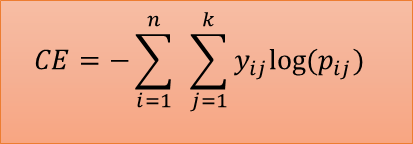 CE = −∑_{i=1}^{n} ∑_{j=1}^{k} y_{ij}log(p_{ij})